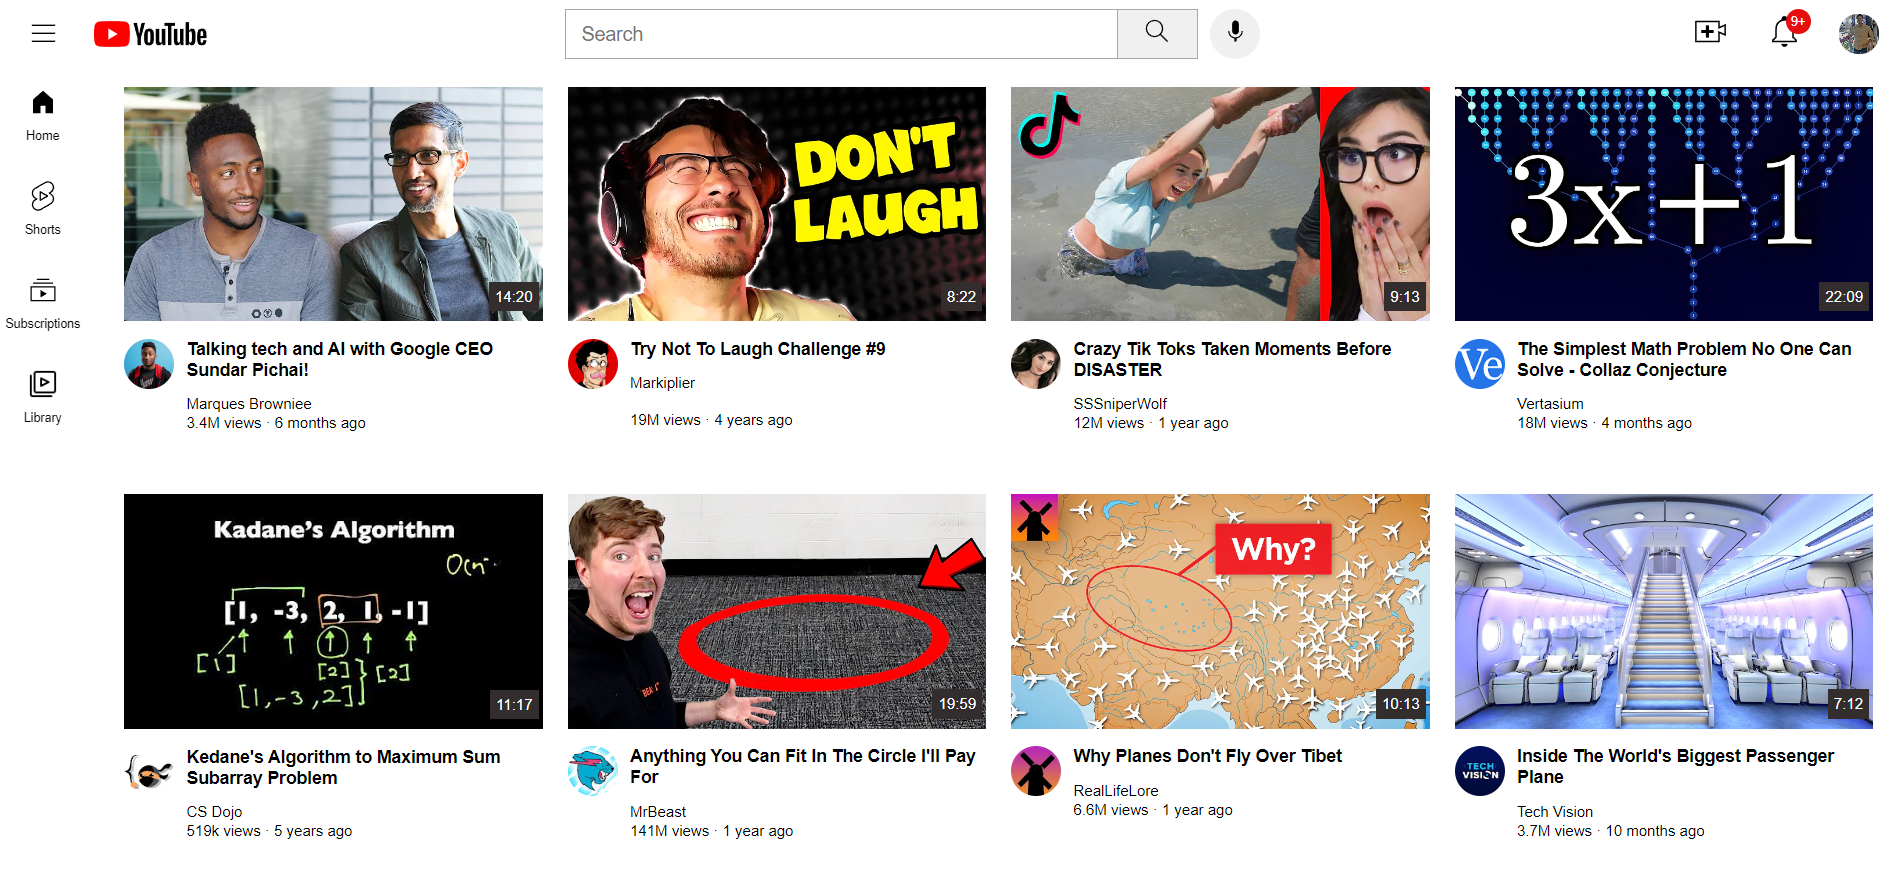 YouTube
Search
9+
Home
Shorts
Subscriptions
Library
14:20
Talking tech and AI with Google CEO
Sundar Pichai!
Marques Browniee
3.4M views · 6 months ago
DON'T
LAUGH
8:22
Try Not To Laugh Challenge #9
Markiplier
19M views · 4 years ago
9:13
Crazy Tik Toks Taken Moments Before
DISASTER
SSSniperWolf
12M views · 1 year ago
3x+1
22:09
Ve
The Simplest Math Problem No One Can
Solve - Collaz Conjecture
Vertasium
18M views · 4 months ago
Kadane's Algorithm
[1, -3, 2, 1, -1]
[1]
[2]
[2]
[1,-3,2]
11:17
Kedane's Algorithm to Maximum Sum
Subarray Problem
CS Dojo
519k views · 5 years ago
19:59
Anything You Can Fit In The Circle I'll Pay
For
MrBeast
141M views · 1 year ago
Why?
10:13
Why Planes Don't Fly Over Tibet
RealLifeLore
6.6M views · 1 year ago
7:12
TECH
VISION
Inside The World's Biggest Passenger
Plane
Tech Vision
3.7M views · 10 months ago